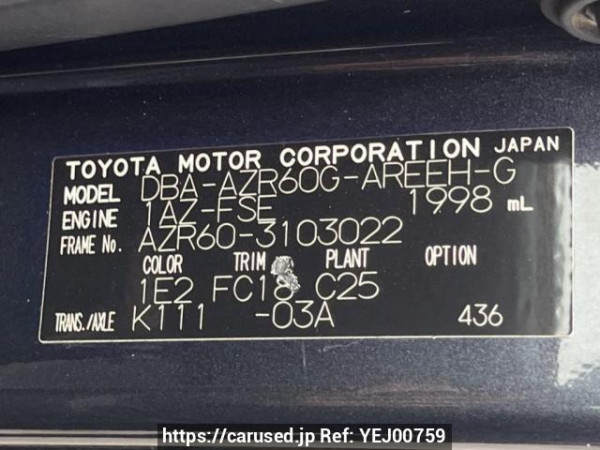 TOYOTA MOTOR CORPORATION JAPAN
MODEL DBA-AZR60G-AREEH-G
ENGINE 1AZ-FSE 1998 mL
FRAME No. AZR60-3103022
COLOR TRIM PLANT OPTION
1E2 FC18 C25
TRANS./AXLE K111 -03A 436
https://carused.jp Ref: YEJ00759